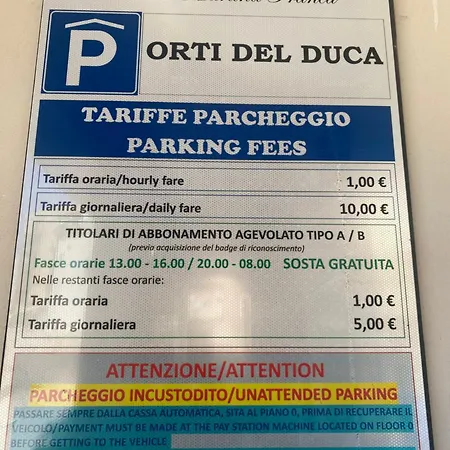 Franca
P
ORTI DEL DUCA
TARIFFE PARCHEGGIO
PARKING FEES
Tariffa oraria/hourly fare 1,00 €
Tariffa giornaliera/daily fare 10,00 €
TITOLARI DI ABBONAMENTO AGEVOLATO TIPO A / B
(previa acquisizione del badge di riconoscimento)
Fasce orarie 13.00 - 16.00 / 20.00 - 08.00 SOSTA GRATUITA
Nelle restanti fasce orarie:
Tariffa oraria 1,00 €
Tariffa giornaliera 5,00 €
ATTENZIONE/ATTENTION
PARCHEGGIO INCUSTODITO/UNATTENDED PARKING
PASSARE SEMPRE DALLA CASSA AUTOMATICA, SITA AL PIANO 0, PRIMA DI RECUPERARE IL
VEICOLO/PAYMENT MUST BE MADE AT THE PAY STATION MACHINE LOCATED ON FLOOR 0
BEFORE GETTING TO THE VEHICLE